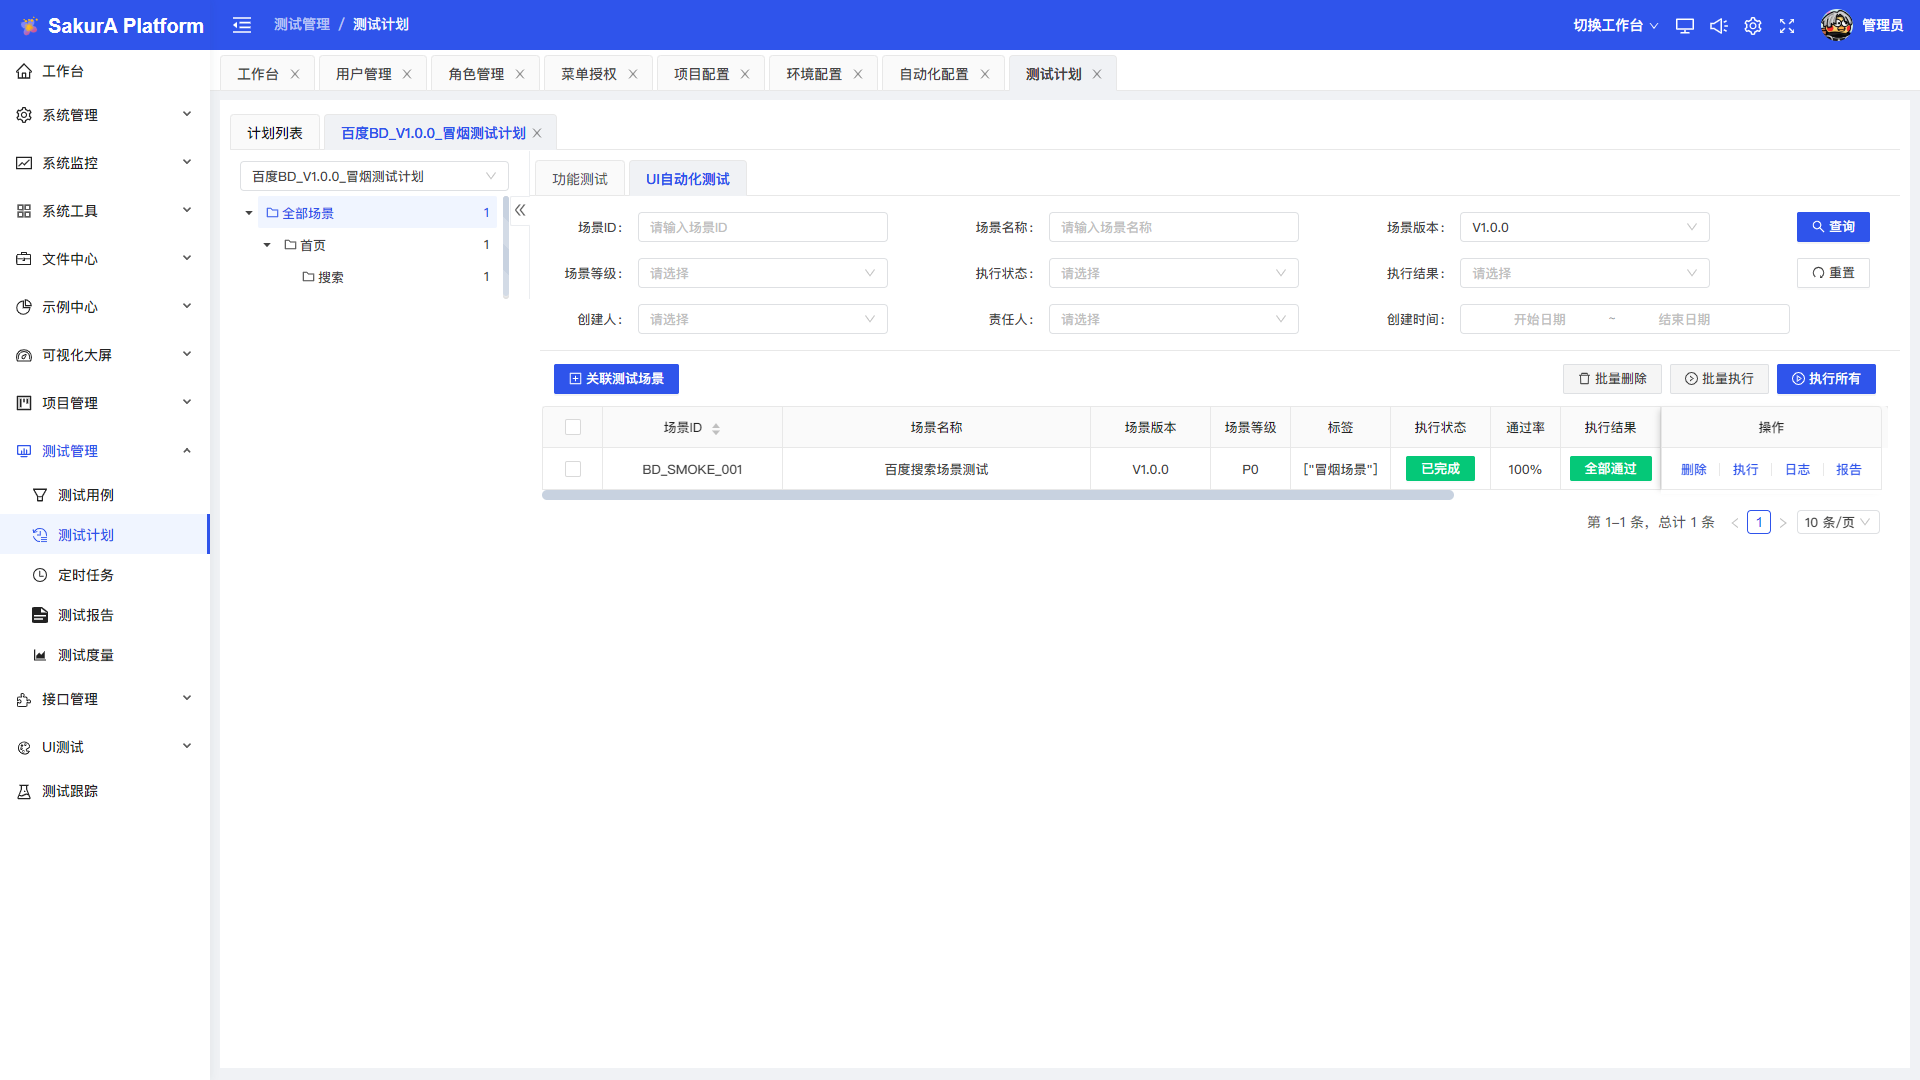 SakurA Platform
测试管理 / 测试计划
切换工作台
管理员
工作台
系统管理
系统监控
系统工具
文件中心
示例中心
可视化大屏
项目管理
测试管理
测试用例
测试计划
定时任务
测试报告
测试度量
接口管理
UI测试
测试跟踪
工作台 用户管理 角色管理 菜单授权 项目配置 环境配置 自动化配置 测试计划
计划列表 百度BD_V1.0.0_冒烟测试计划
百度BD_V1.0.0_冒烟测试计划
全部场景 1
首页 1
搜索 1
功能测试 UI自动化测试
场景ID: 请输入场景ID 场景名称: 请输入场景名称 场景版本: V1.0.0 查询
场景等级: 请选择 执行状态: 请选择 执行结果: 请选择 重置
创建人: 请选择 责任人: 请选择 创建时间: 开始日期 ~ 结束日期
关联测试场景 批量删除 批量执行 执行所有
场景ID 场景名称 场景版本 场景等级 标签 执行状态 通过率 执行结果 操作
BD_SMOKE_001 百度搜索场景测试 V1.0.0 P0 ["冒烟场景"] 已完成 100% 全部通过 删除 执行 日志 报告
第 1-1 条, 总计 1 条 < 1 > 10 条/页